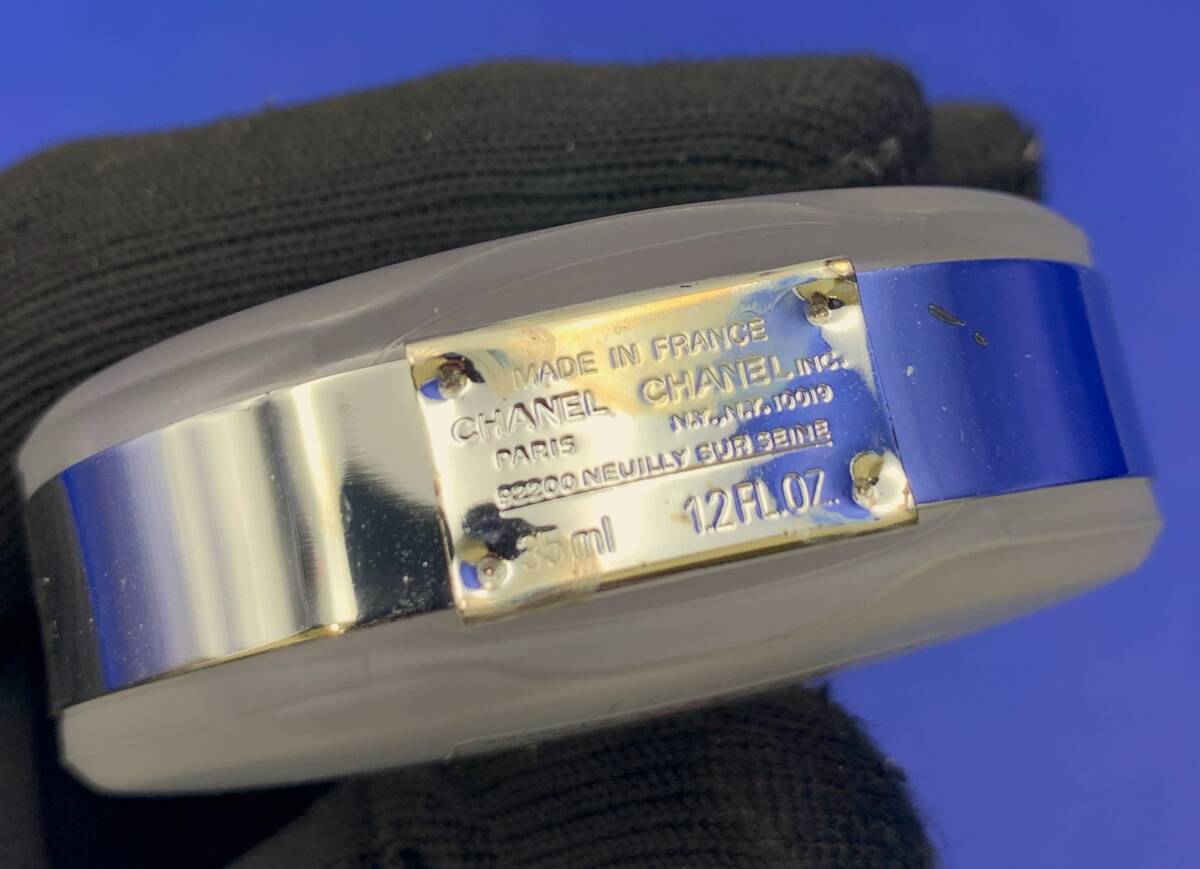 MADE IN FRANCE
CHANEL CHANEL INC.
PARIS N.Y., N.Y. 10019
92200 NEUILLY SUR SEINE
35 ml 1.2 FL.OZ.